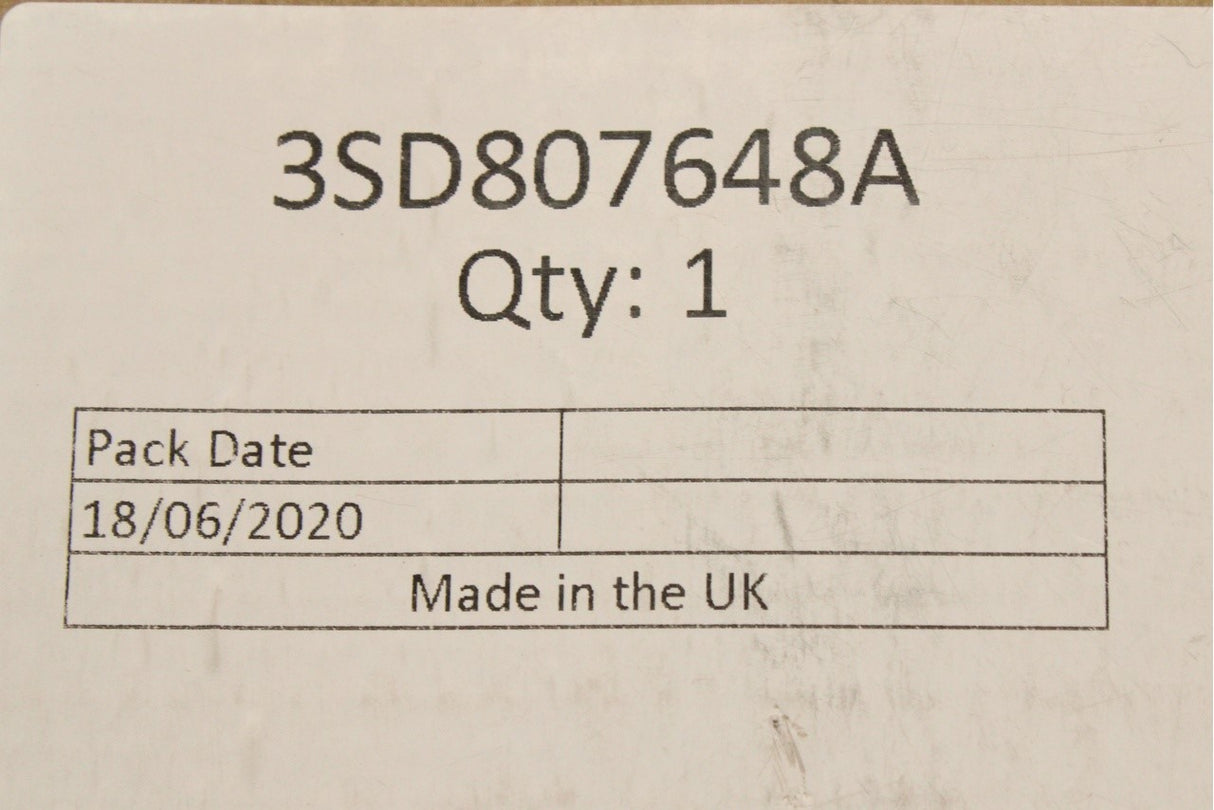 3SD807648A
Qty: 1
Pack Date
18/06/2020
Made in the UK